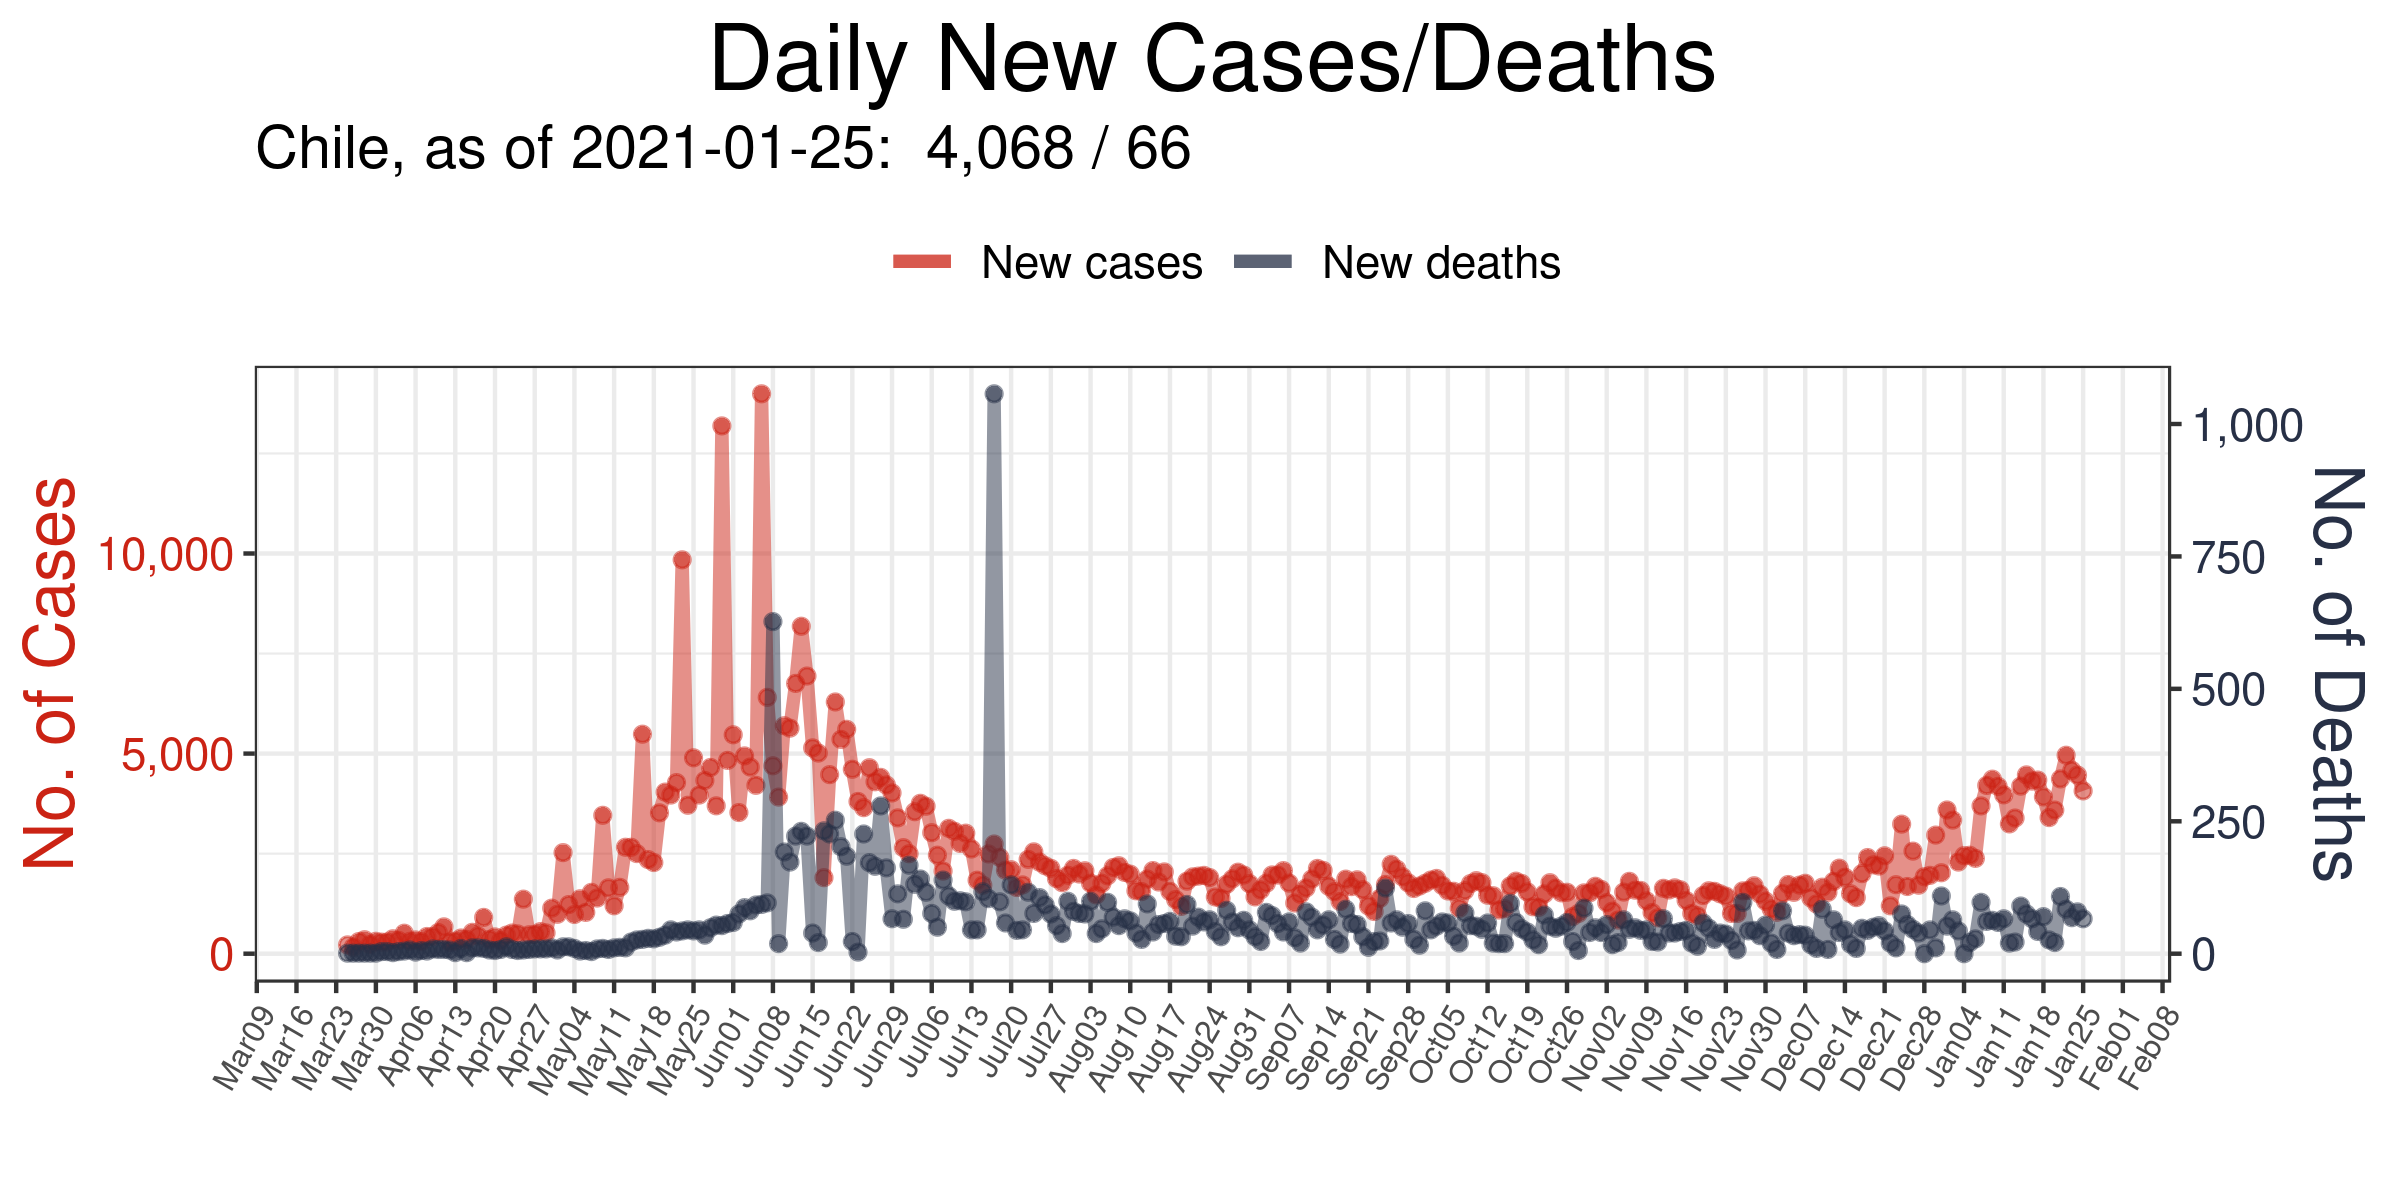 Daily New Cases/Deaths
Chile, as of 2021-01-25: 4,068 / 66
New cases
New deaths
No. of Cases
10,000
5,000
0
1,000
750
500
250
0
No. of Deaths
Mar09
Mar16
Mar23
Mar30
Apr06
Apr13
Apr20
Apr27
May04
May11
May18
May25
Jun01
Jun08
Jun15
Jun22
Jun29
Jul06
Jul13
Jul20
Jul27
Aug03
Aug10
Aug17
Aug24
Aug31
Sep07
Sep14
Sep21
Sep28
Oct05
Oct12
Oct19
Oct26
Nov02
Nov09
Nov16
Nov23
Nov30
Dec07
Dec14
Dec21
Dec28
Jan04
Jan11
Jan18
Jan25
Feb01
Feb08